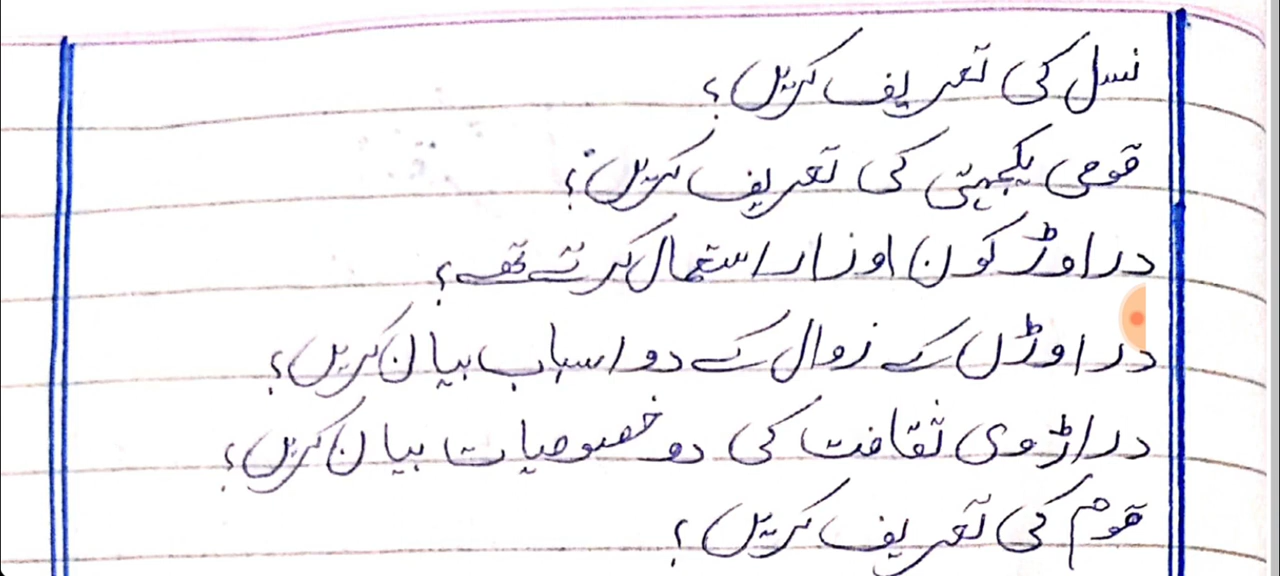 نسل کی تعریف کریں؟
قومی یکجہتی کی تعریف کریں؟
دراوڑ کون اوزار استعمال کرتے تھے؟
دراوڑں کے زوال کے دو اسباب بیان کریں؟
دراڑوی ثقافت کی دو خصوصیات بیان کریں؟
قوم کی تعریف کریں؟